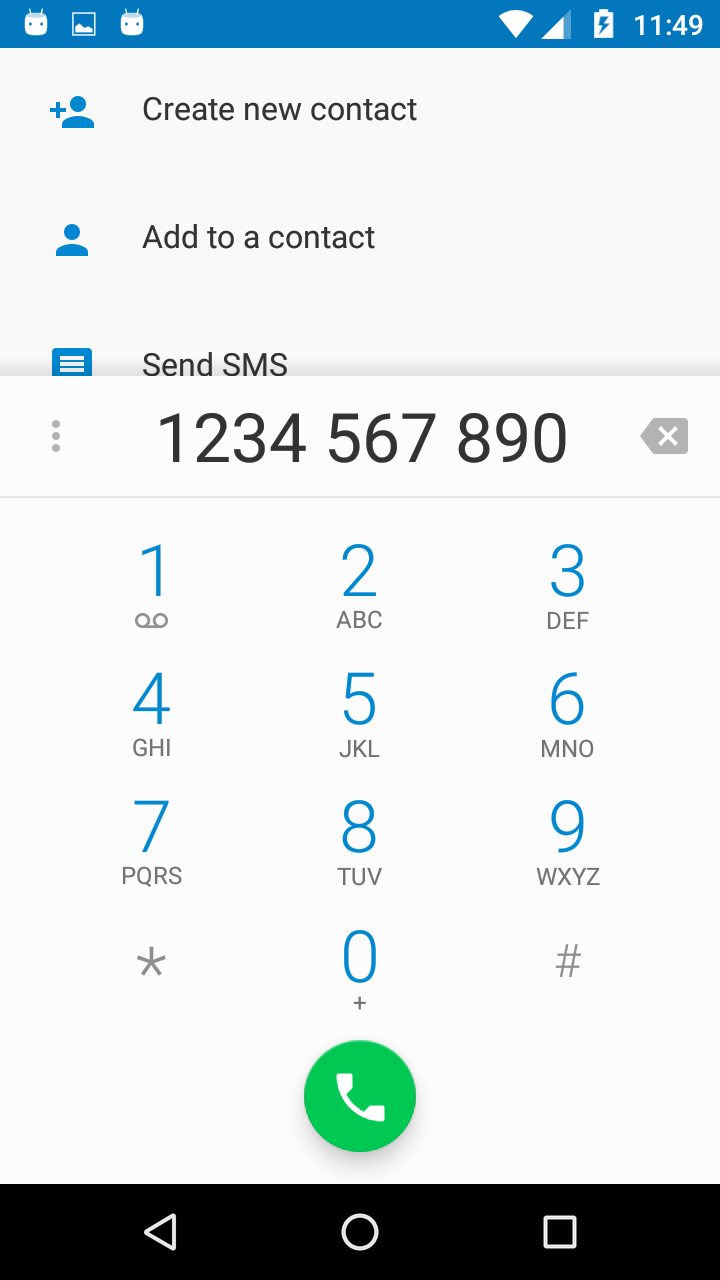 11:49
Create new contact
Add to a contact
Send SMS
1234 567 890
1 2 3
ABC DEF
4 5 6
GHI JKL MNO
7 8 9
PQRS TUV WXYZ
* 0 #
+